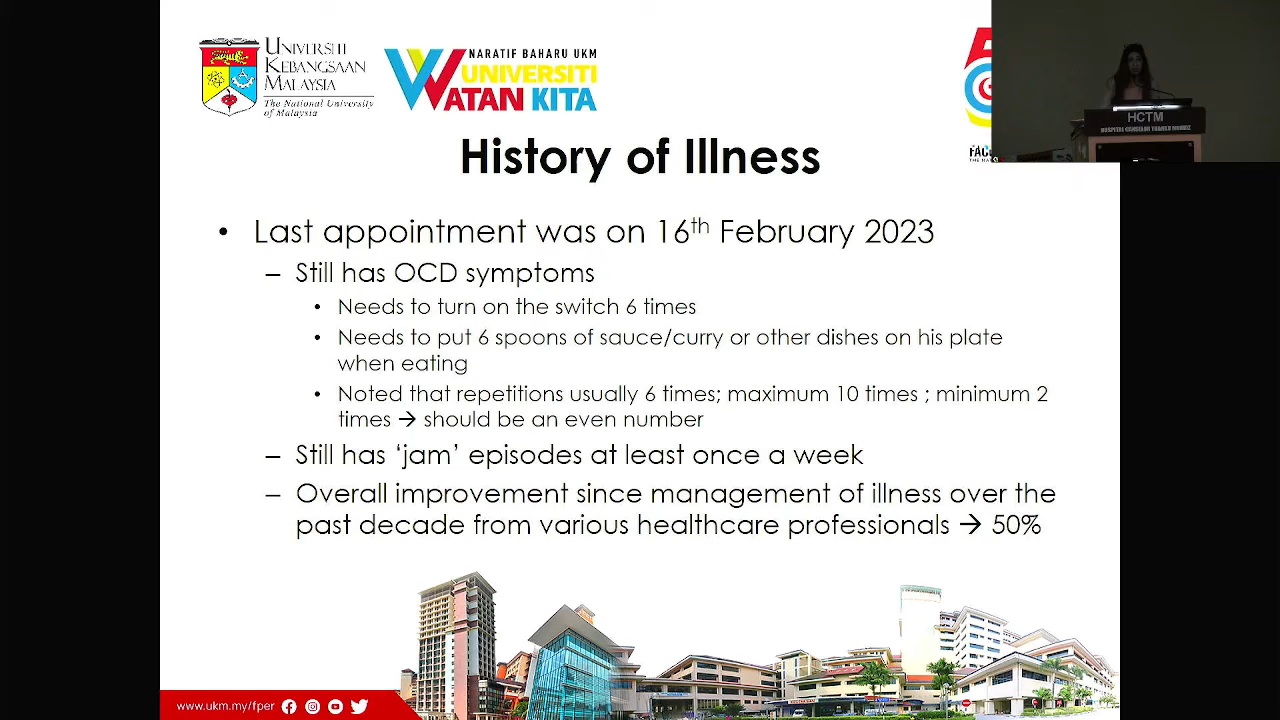 UNIVERSITI
KEBANGSAAN
MALAYSIA
The National University
of Malaysia
NARATIF BAHARU UKM
UNIVERSITI
WATAN KITA
HCTM
HOSPITAL CANSELOR TUANKU MUHRIZ
History of Illness
• Last appointment was on 16th February 2023
– Still has OCD symptoms
• Needs to turn on the switch 6 times
• Needs to put 6 spoons of sauce/curry or other dishes on his plate
when eating
• Noted that repetitions usually 6 times; maximum 10 times ; minimum 2
times → should be an even number
– Still has ‘jam’ episodes at least once a week
– Overall improvement since management of illness over the
past decade from various healthcare professionals → 50%
www.ukm.my/fper